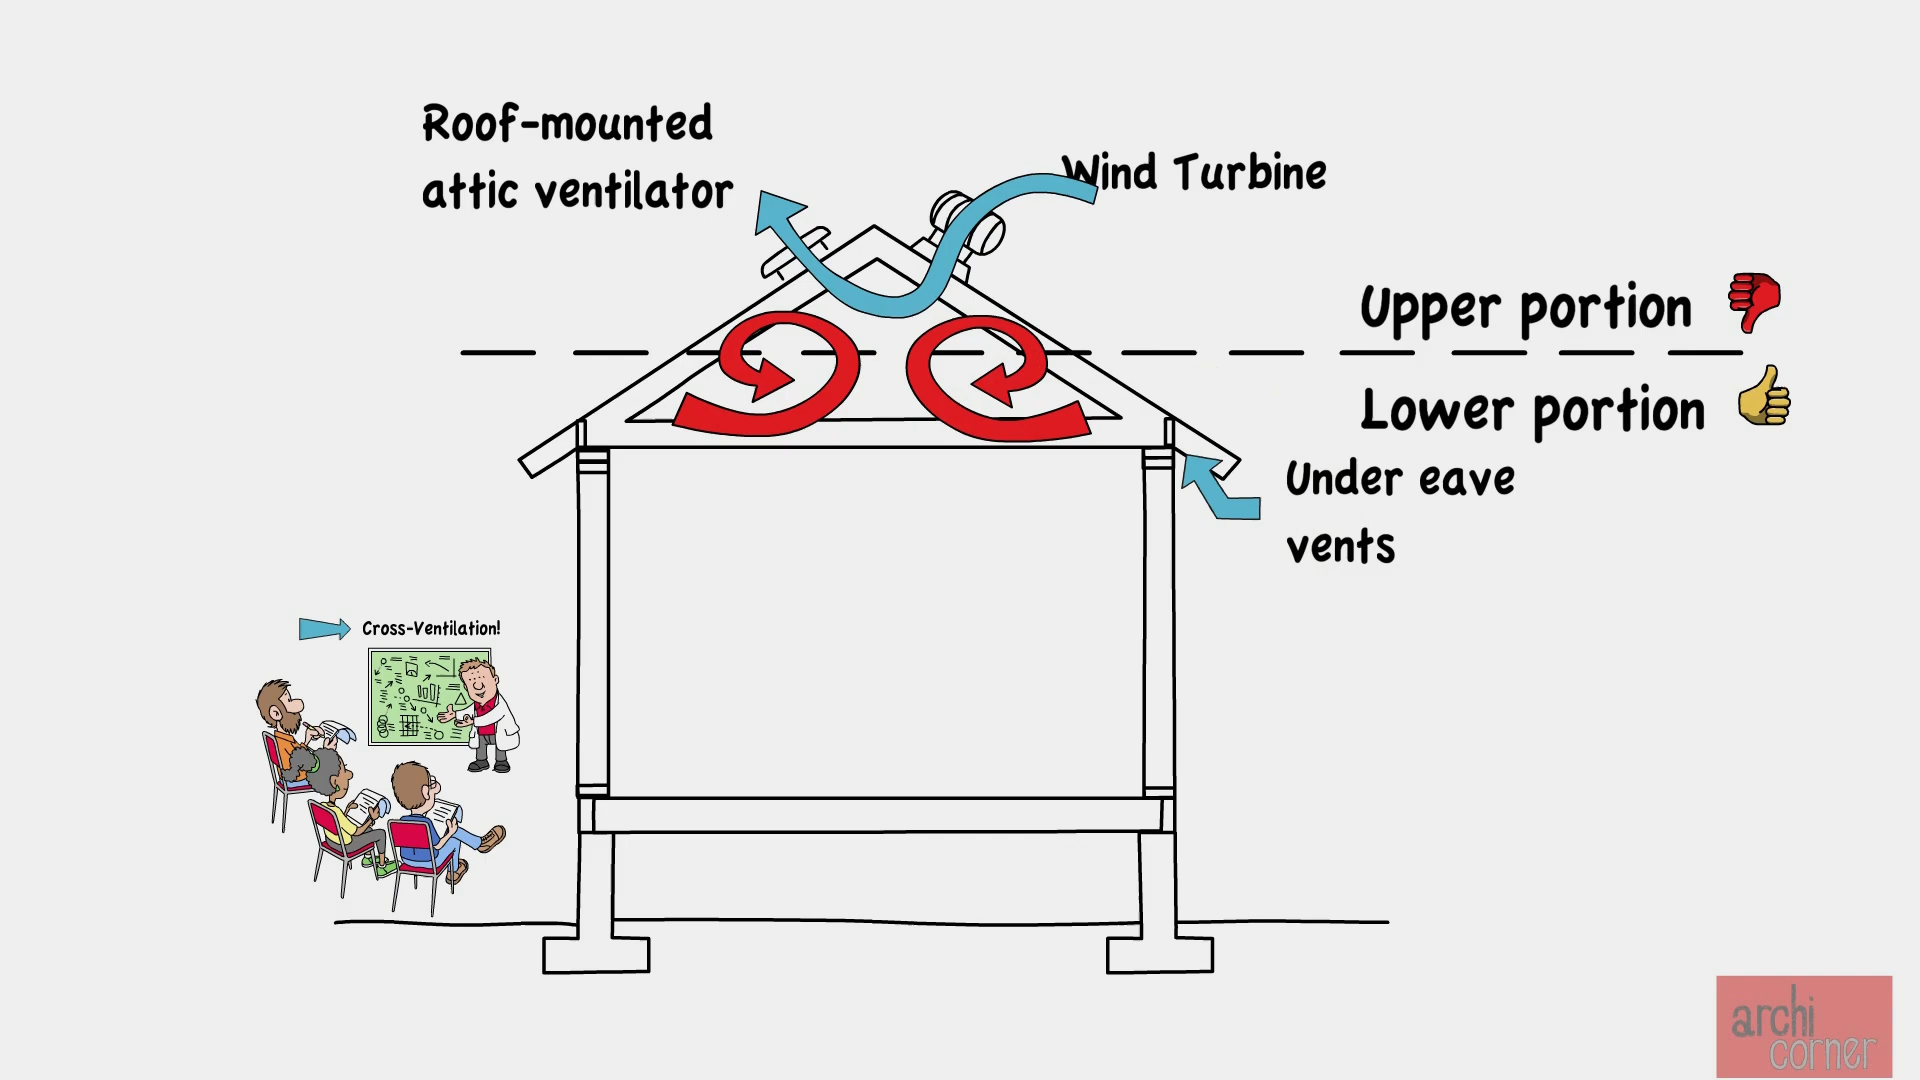 Roof-mounted
attic ventilator
Wind Turbine
Upper portion
Lower portion
Under eave
vents
Cross-Ventilation!
archi
corner